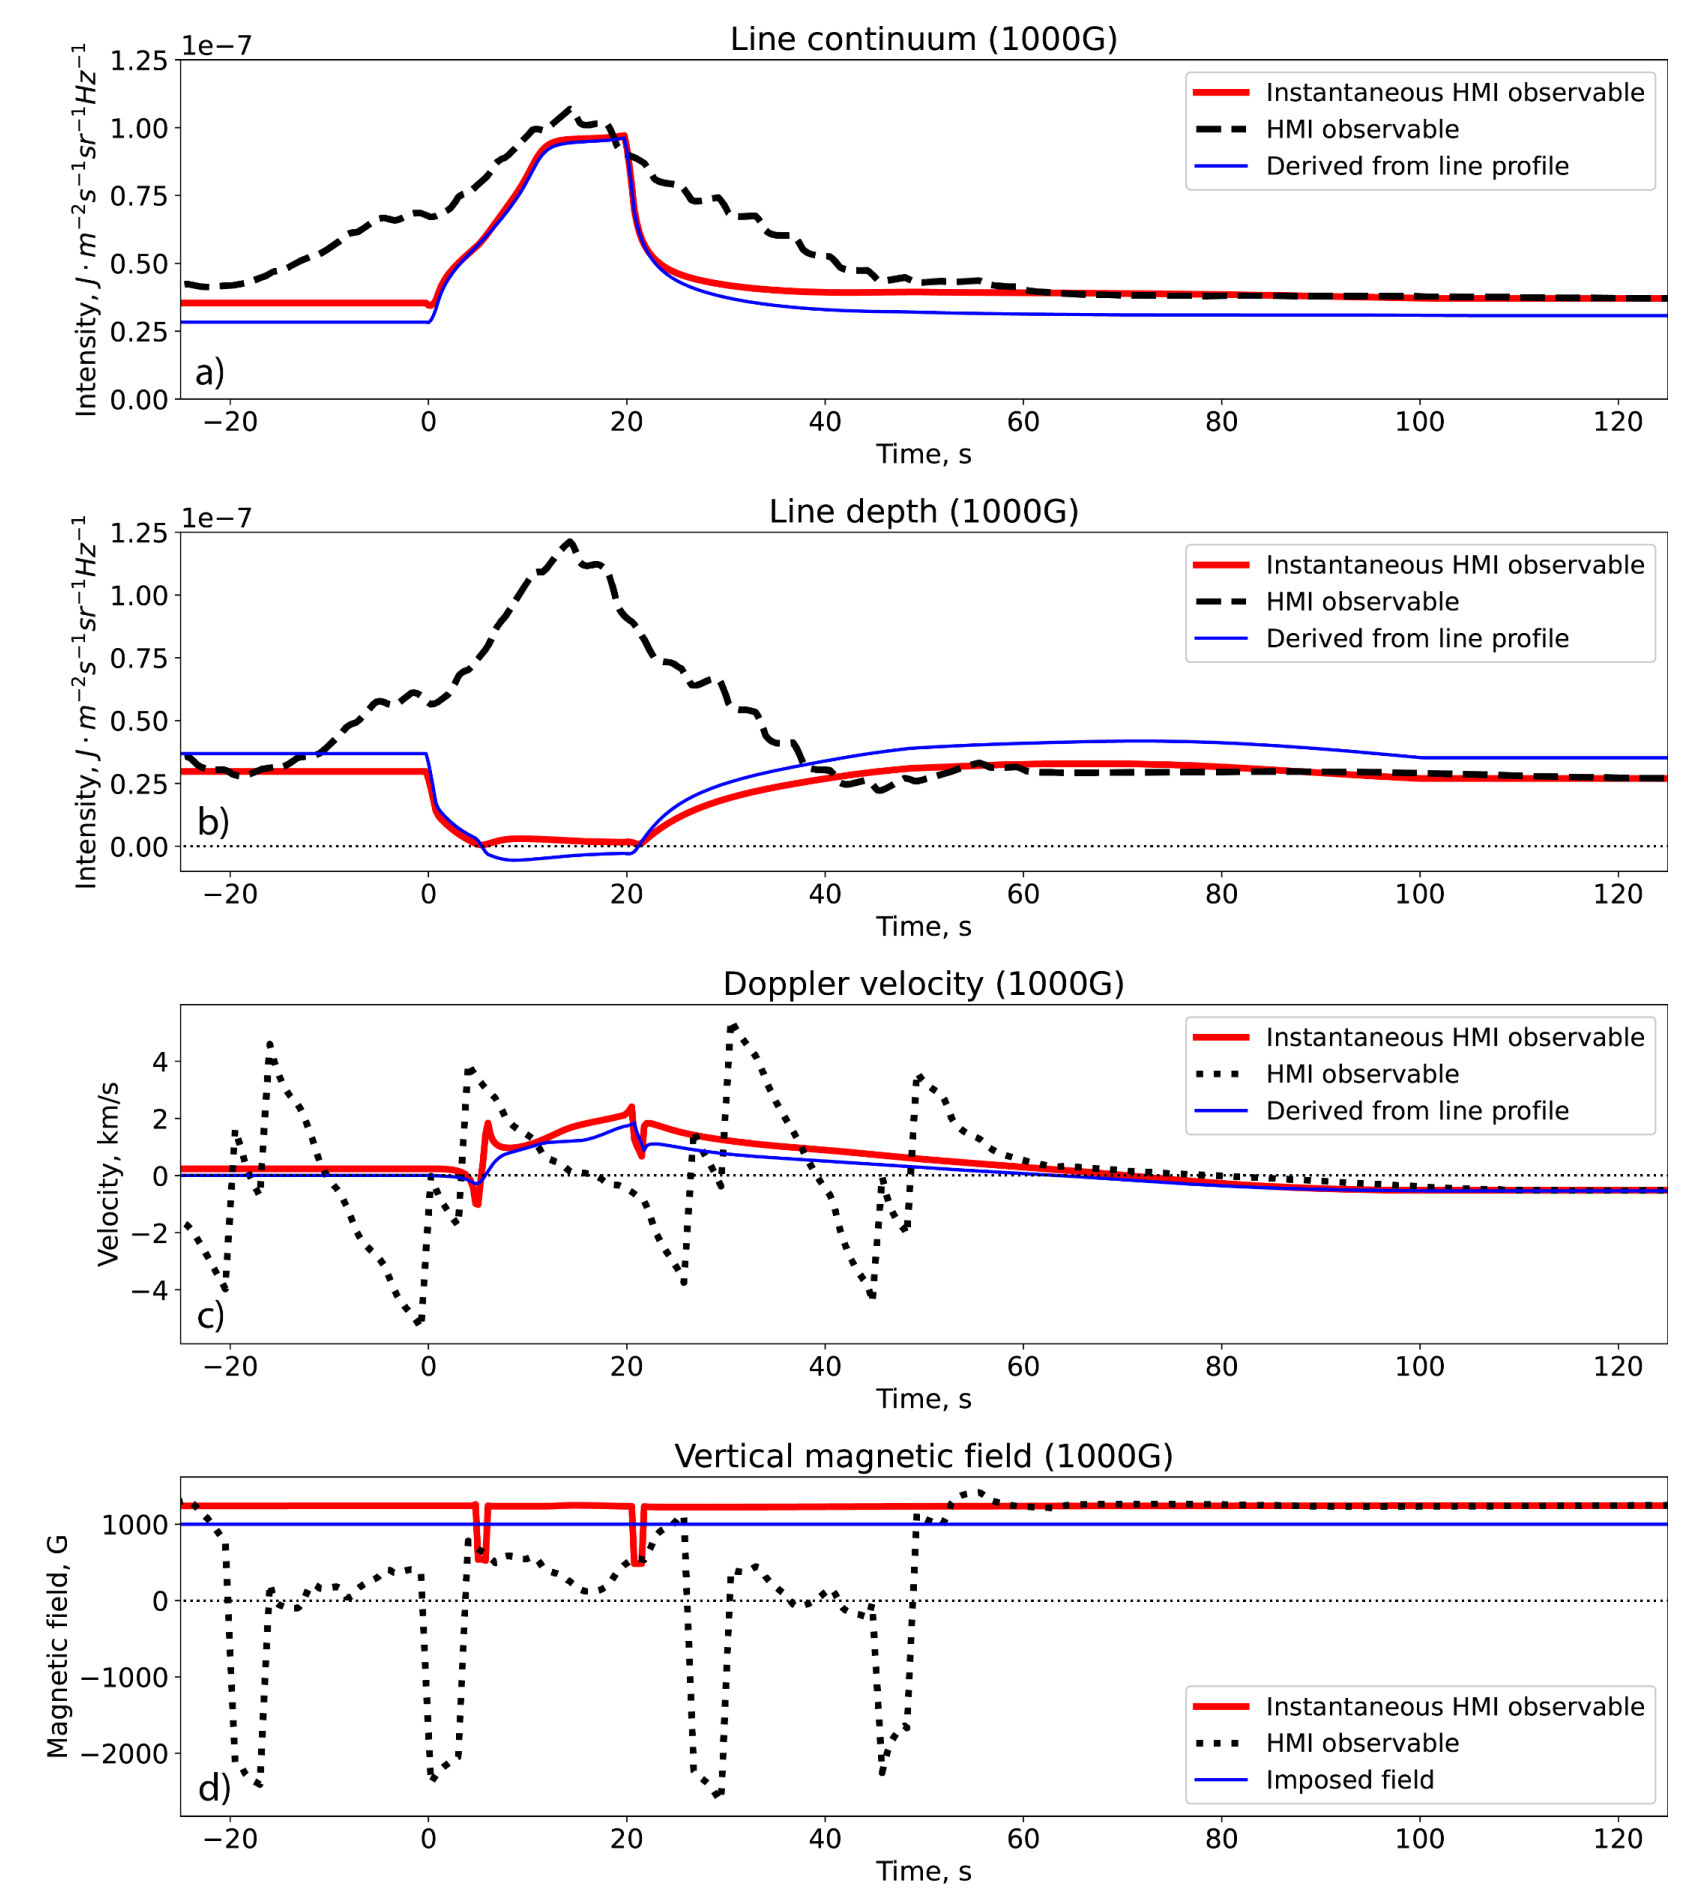 Line continuum (1000G)
1e−7
1.25
1.00
0.75
0.50
0.25
0.00
Intensity, J · m⁻²s⁻¹sr⁻¹Hz⁻¹
Instantaneous HMI observable
HMI observable
Derived from line profile
a)
−20 0 20 40 60 80 100 120
Time, s
Line depth (1000G)
1e−7
1.25
1.00
0.75
0.50
0.25
0.00
Intensity, J · m⁻²s⁻¹sr⁻¹Hz⁻¹
Instantaneous HMI observable
HMI observable
Derived from line profile
b)
−20 0 20 40 60 80 100 120
Time, s
Doppler velocity (1000G)
4
2
0
−2
−4
Velocity, km/s
Instantaneous HMI observable
HMI observable
Derived from line profile
c)
−20 0 20 40 60 80 100 120
Time, s
Vertical magnetic field (1000G)
1000
0
−1000
−2000
Magnetic field, G
Instantaneous HMI observable
HMI observable
Imposed field
d)
−20 0 20 40 60 80 100 120
Time, s